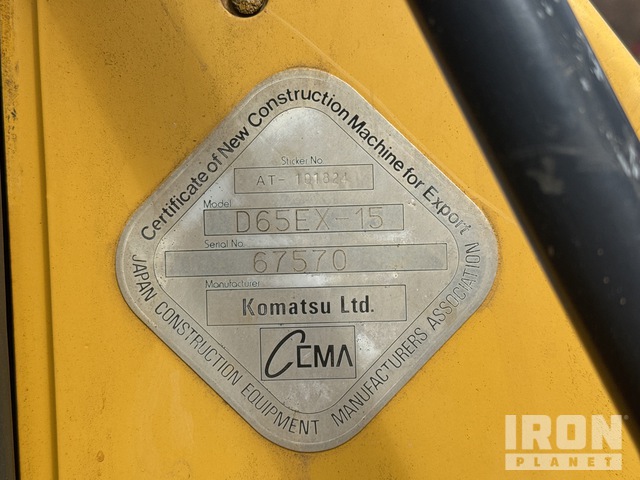 Certificate of New Construction Machine for Export
Sticker No.
AT- 101824
Model
D65EX-15
Serial No.
67570
Manufacturer
Komatsu Ltd.
CEMA
JAPAN CONSTRUCTION EQUIPMENT MANUFACTURERS ASSOCIATION
IRON
PLANET